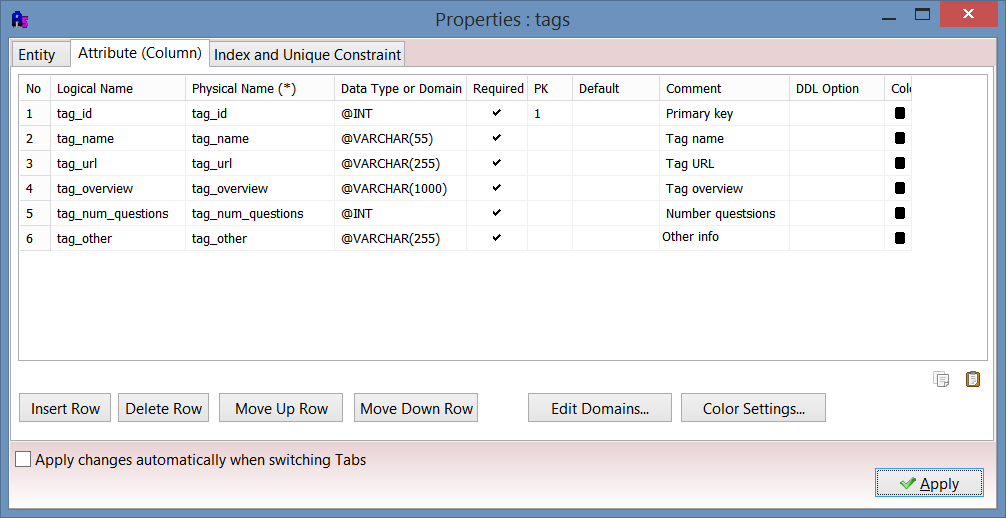 Properties : tags
Entity Attribute (Column) Index and Unique Constraint
No Logical Name Physical Name (*) Data Type or Domain Required PK Default Comment DDL Option Colo
1 tag_id tag_id @INT 1 Primary key
2 tag_name tag_name @VARCHAR(55) Tag name
3 tag_url tag_url @VARCHAR(255) Tag URL
4 tag_overview tag_overview @VARCHAR(1000) Tag overview
5 tag_num_questions tag_num_questions @INT Number questsions
6 tag_other tag_other @VARCHAR(255) Other info
Insert Row Delete Row Move Up Row Move Down Row Edit Domains... Color Settings...
Apply changes automatically when switching Tabs
Apply